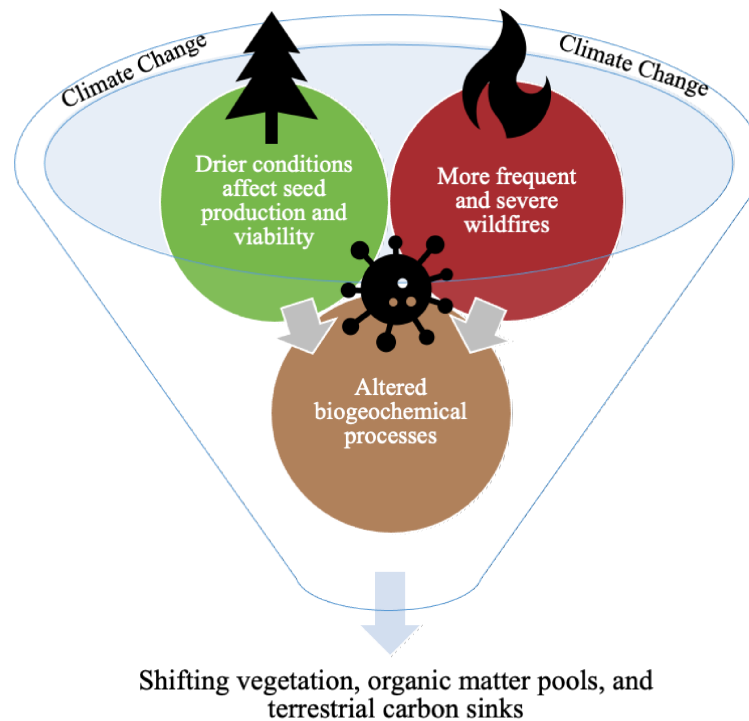 Climate Change
Climate Change
Drier conditions
affect seed
production and
viability
More frequent
and severe
wildfires
Altered
biogeochemical
processes
Shifting vegetation, organic matter pools, and
terrestrial carbon sinks